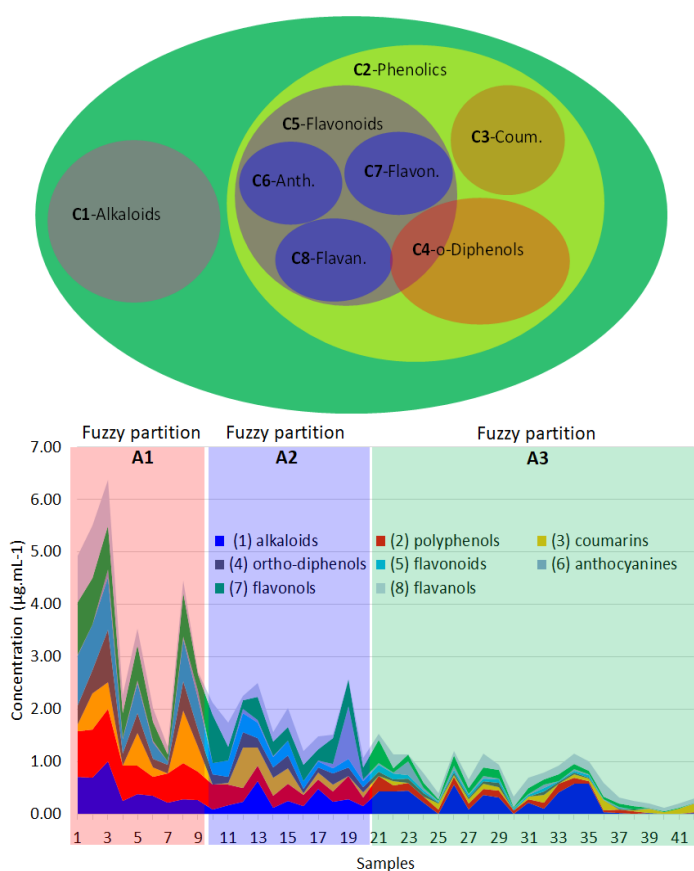 C2-Phenolics
C5-Flavonoids
C3-Coum.
C7-Flavon.
C6-Anth.
C1-Alkaloids
C4-o-Diphenols
C8-Flavan.
Fuzzy partition Fuzzy partition Fuzzy partition
A1 A2 A3
7.00
6.00
5.00
4.00
3.00
2.00
1.00
0.00
Concentration (µg.mL-1)
(1) alkaloids (2) polyphenols (3) coumarins
(4) ortho-diphenols (5) flavonoids (6) anthocyanines
(7) flavonols (8) flavanols
1 3 5 7 9 11 13 15 17 19 21 23 25 27 29 31 33 35 37 39 41
Samples